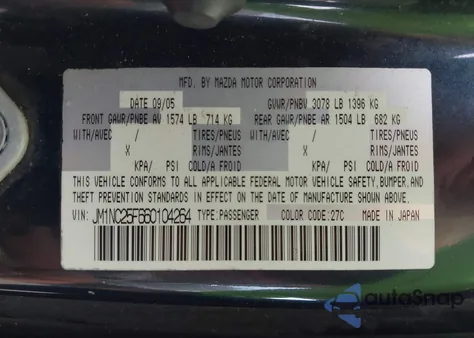 MFD. BY MAZDA MOTOR CORPORATION
DATE 09/05 GVWR/PNBV 3078 LB 1396 KG
FRONT GAWR/PNBE AV 1574 LB 714 KG REAR GAWR/PNBE AR 1504 LB 682 KG
WITH/AVEC / TIRES/PNEUS WITH/AVEC / TIRES/PNEUS
X RIMS/JANTES X RIMS/JANTES
KPA/ PSI COLD/A FROID KPA/ PSI COLD/A FROID
THIS VEHICLE CONFORMS TO ALL APPLICABLE FEDERAL MOTOR VEHICLE SAFETY, BUMPER, AND
THEFT PREVENTION STANDARDS IN EFFECT ON THE DATE OF MANUFACTURE SHOWN ABOVE.
VIN: JM1NC25F660104264 TYPE: PASSENGER COLOR CODE: 27C MADE IN JAPAN
autoSnap